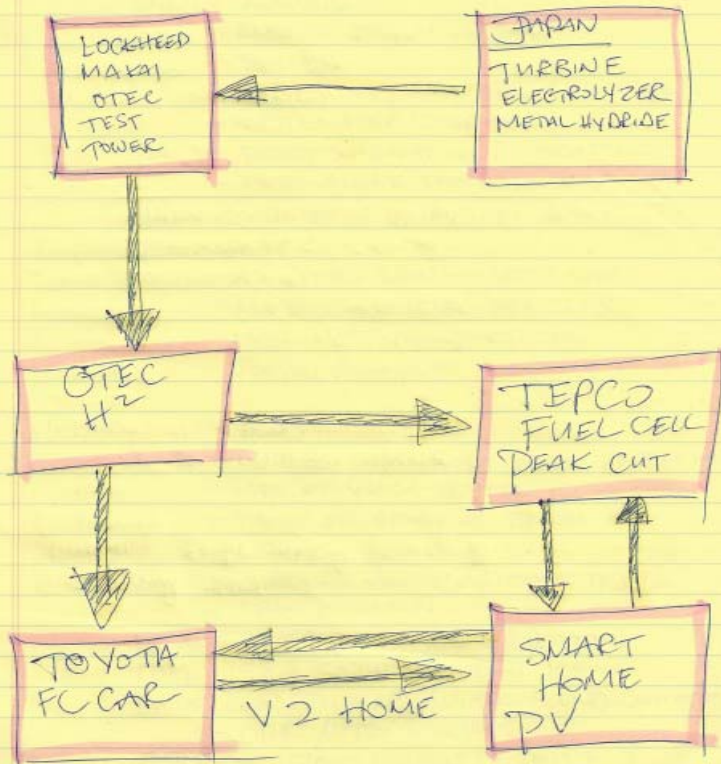 LOCKHEED
MAKAI
OTEC
TEST
TOWER
JAPAN
TURBINE
ELECTROLYZER
METAL HYDRIDE
OTEC
H2
TEPCO
FUEL CELL
PEAK CUT
TOYOTA
FC CAR
V 2 HOME
SMART
HOME
PV